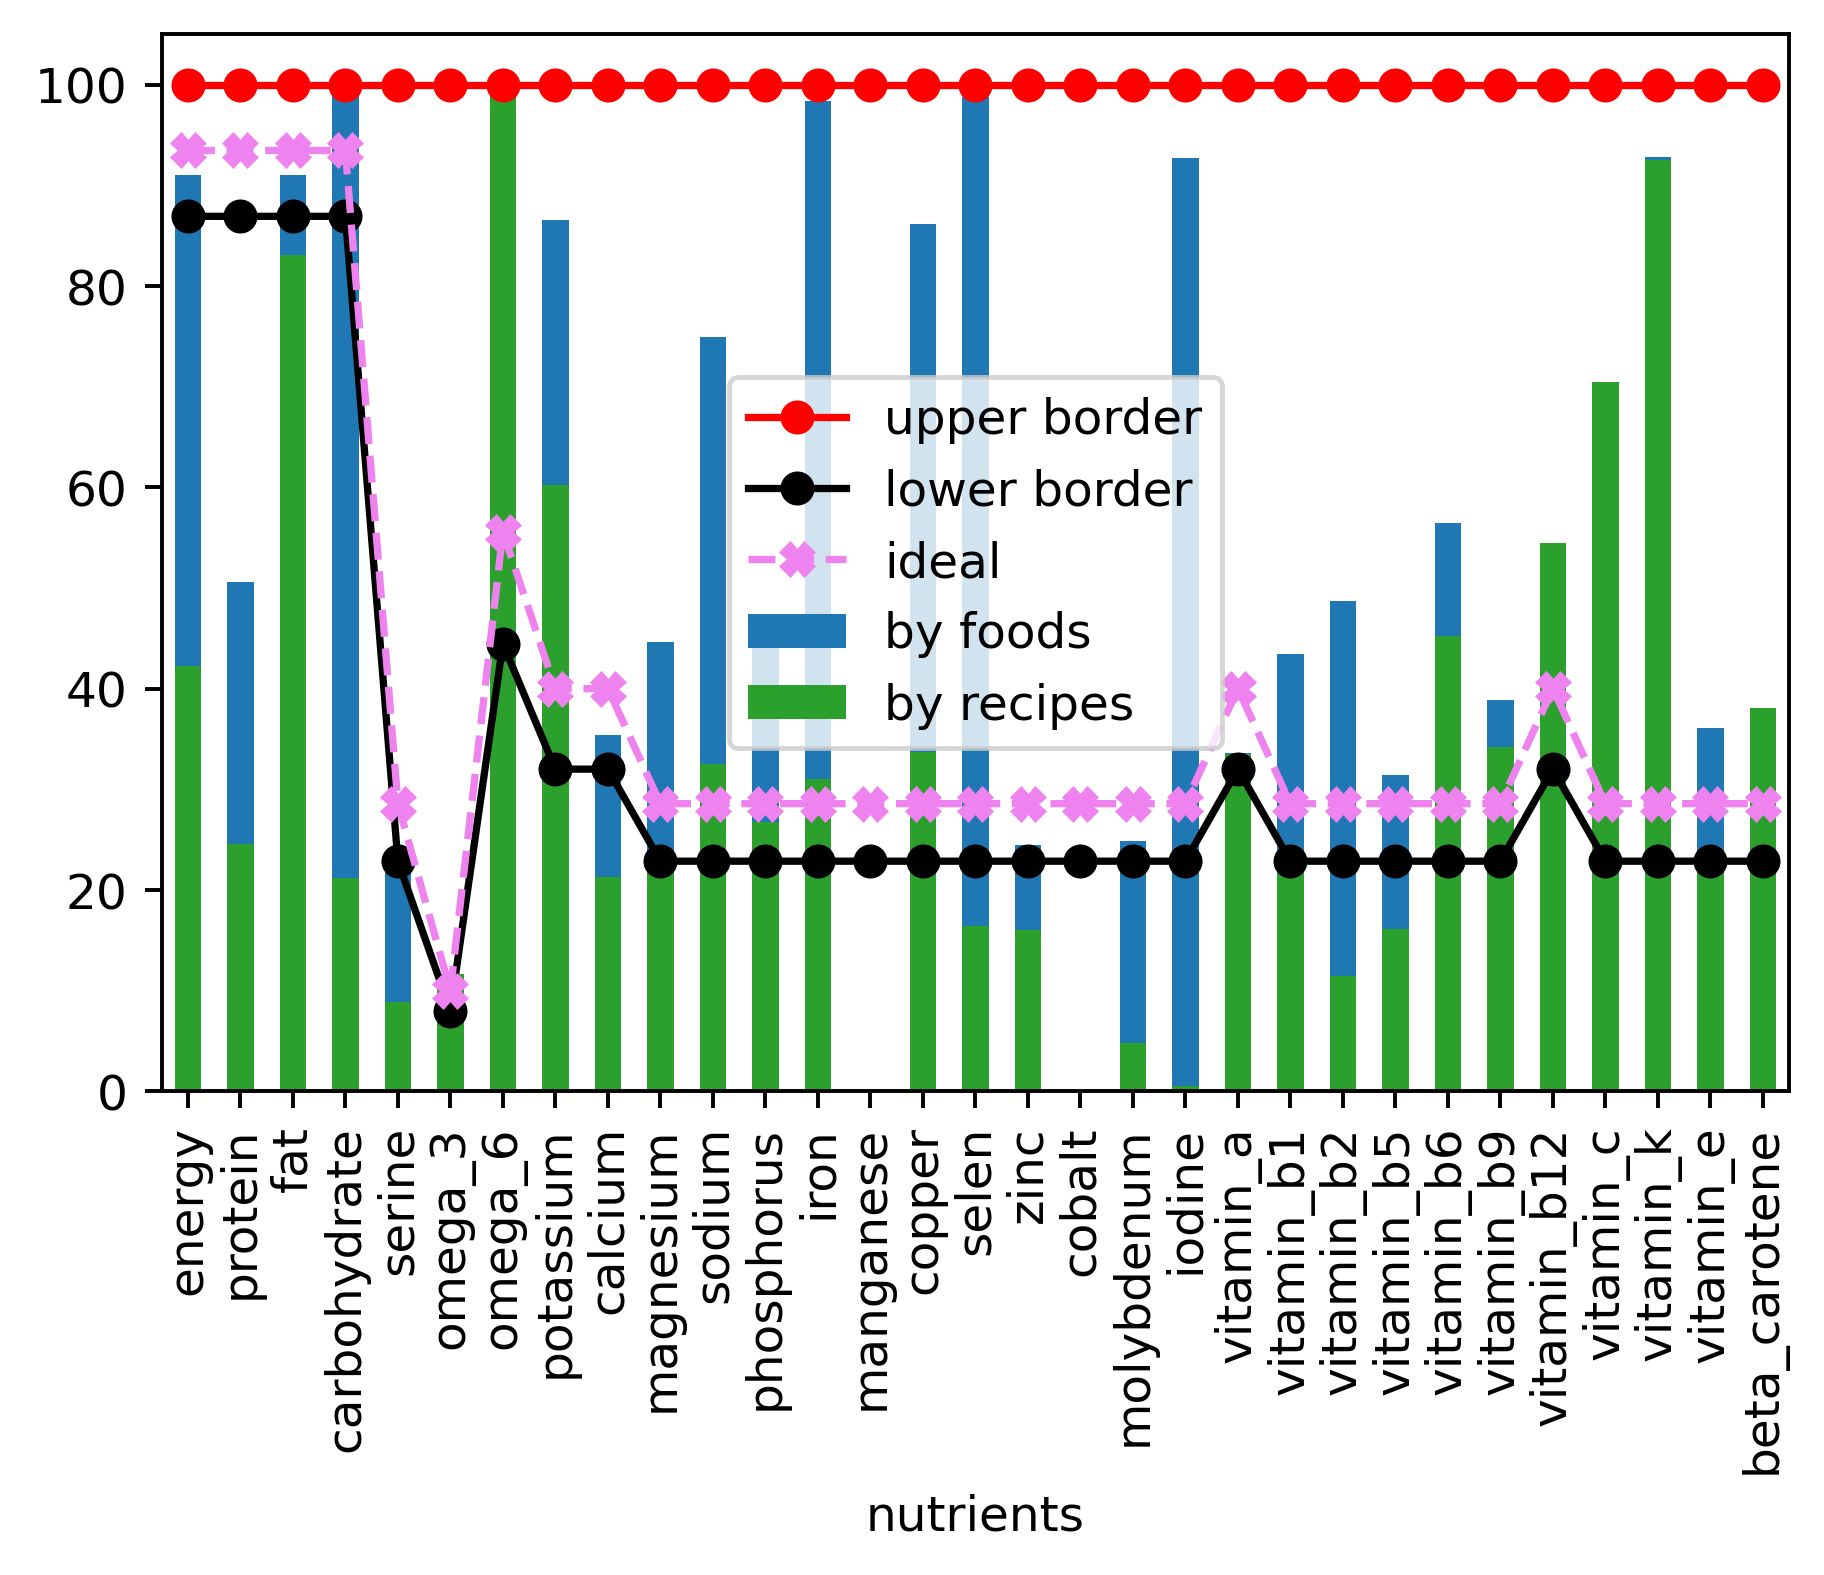 100
80
60
40
20
0
upper border
lower border
ideal
by foods
by recipes
energy
protein
fat
carbohydrate
serine
omega_3
omega_6
potassium
calcium
magnesium
sodium
phosphorus
iron
manganese
copper
selen
zinc
cobalt
molybdenum
iodine
vitamin_a
vitamin_b1
vitamin_b2
vitamin_b5
vitamin_b6
vitamin_b9
vitamin_b12
vitamin_c
vitamin_k
vitamin_e
beta_carotene
nutrients